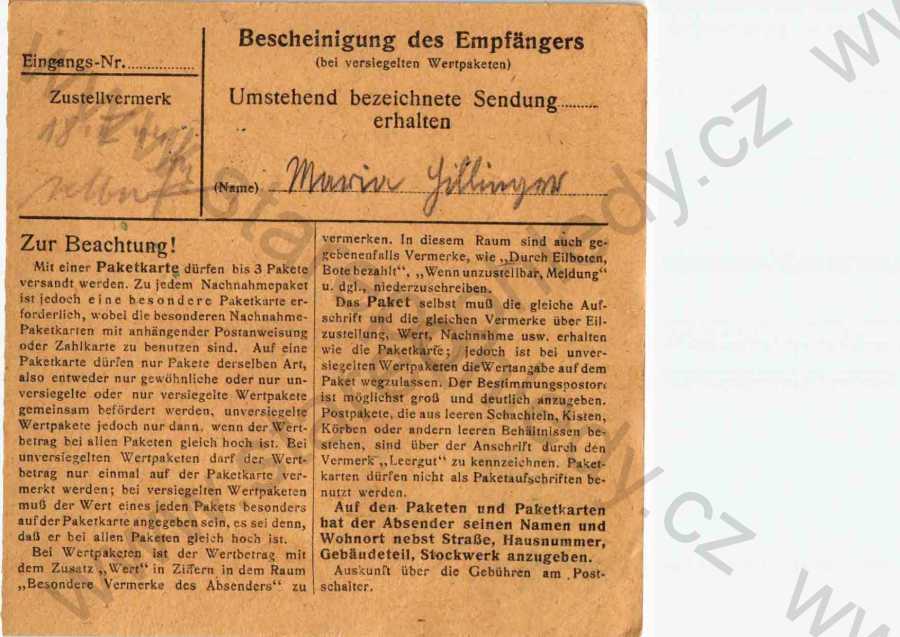 Eingangs-Nr.
Zustellvermerk
Bescheinigung des Empfängers
(bei versiegelten Wertpaketen)
Umstehend bezeichnete Sendung
erhalten
(Name) Maria Hillinger
Zur Beachtung!
Mit einer Paketkarte dürfen bis 3 Pakete
versandt werden. Zu jedem Nachnahmepaket
ist jedoch eine besondere Paketkarte er-
forderlich, wobei die besonderen Nachnahme-
Paketkarten mit anhängender Postanweisung
oder Zahlkarte zu benutzen sind. Auf eine
Paketkarte dürfen nur Pakete derselben Art,
also entweder nur gewöhnliche oder nur un-
versiegelte oder nur versiegelte Wertpakete
gemeinsam befördert werden, unversiegelte
Wertpakete jedoch nur dann, wenn der Wert-
betrag bei allen Paketen gleich hoch ist. Bei
unversiegelten Wertpaketen darf der Wert-
betrag nur einmal auf der Paketkarte ver-
merkt werden; bei versiegelten Wertpaketen
muß der Wert eines jeden Pakets besonders
auf der Paketkarte angegeben sein, es sei denn,
daß er bei allen Paketen gleich hoch ist.
Bei Wertpaketen ist der Wertbetrag mit
dem Zusatz „Wert" in Ziffern in dem Raum
„Besondere Vermerke des Absenders" zu
vermerken. In diesem Raum sind auch ge-
gebenenfalls Vermerke, wie „Durch Eilboten,
Bote bezahlt", „Wenn unzustellbar, Meldung"
u. dgl., niederzuschreiben.
Das Paket selbst muß die gleiche Auf-
schrift und die gleichen Vermerke über Eil-
zustellung, Wert, Nachnahme usw. erhalten
wie die Paketkarte; jedoch ist bei unver-
siegelten Wertpaketen die Wertangabe auf dem
Paket wegzulassen. Der Bestimmungspostort
ist möglichst groß und deutlich anzugeben.
Postpakete, die aus leeren Schachteln, Kisten,
Körben oder andern leeren Behältnissen be-
stehen, sind über der Anschrift durch den
Vermerk „Leergut" zu kennzeichnen. Paket-
karten dürfen nicht als Paketaufschriften be-
nutzt werden.
Auf den Paketen und Paketkarten
hat der Absender seinen Namen und
Wohnort nebst Straße, Hausnummer,
Gebäudeteil, Stockwerk anzugeben.
Auskunft über die Gebühren am Post-
schalter.